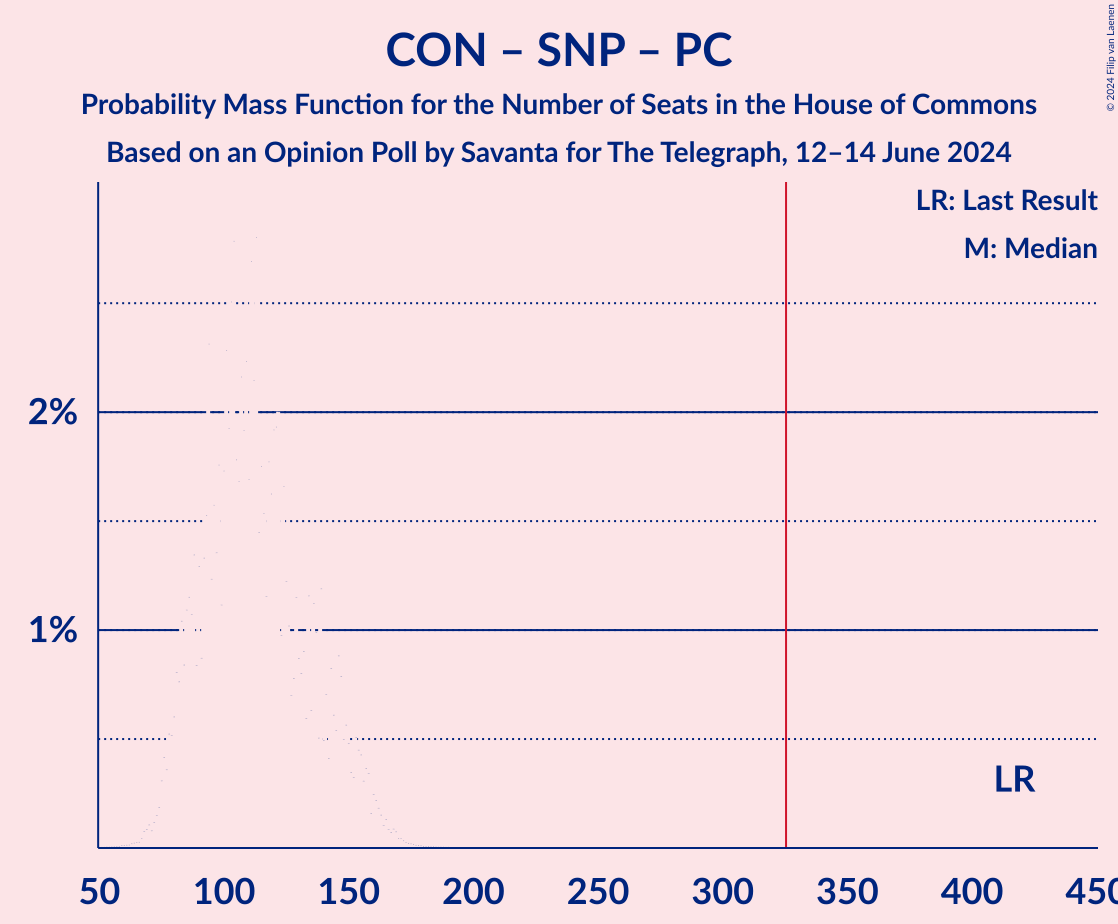 CON – SNP – PC
Probability Mass Function for the Number of Seats in the House of Commons
Based on an Opinion Poll by Savanta for The Telegraph, 12–14 June 2024
© 2024 Filip van Laenen
LR: Last Result
M: Median
2%
1%
LR
50 100 150 200 250 300 350 400 450